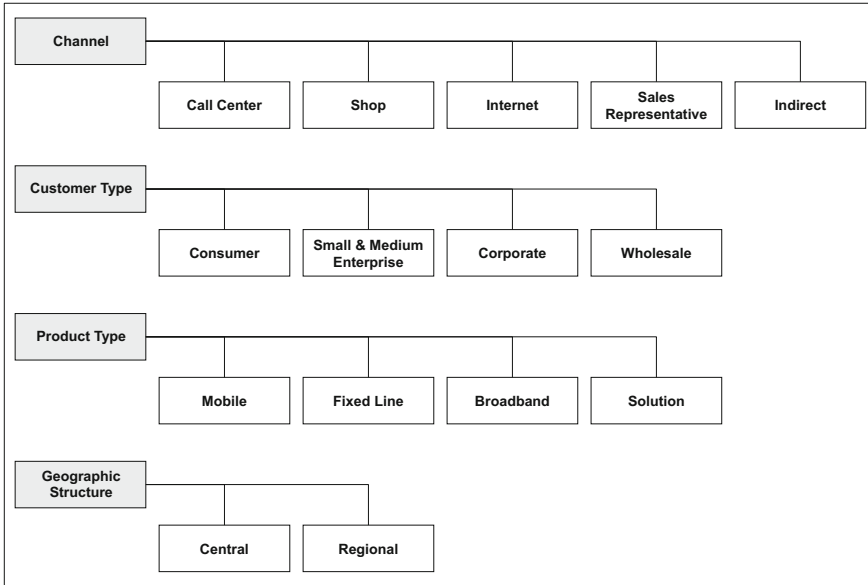 Channel
Call Center
Shop
Internet
Sales
Representative
Indirect
Customer Type
Consumer
Small & Medium
Enterprise
Corporate
Wholesale
Product Type
Mobile
Fixed Line
Broadband
Solution
Geographic
Structure
Central
Regional